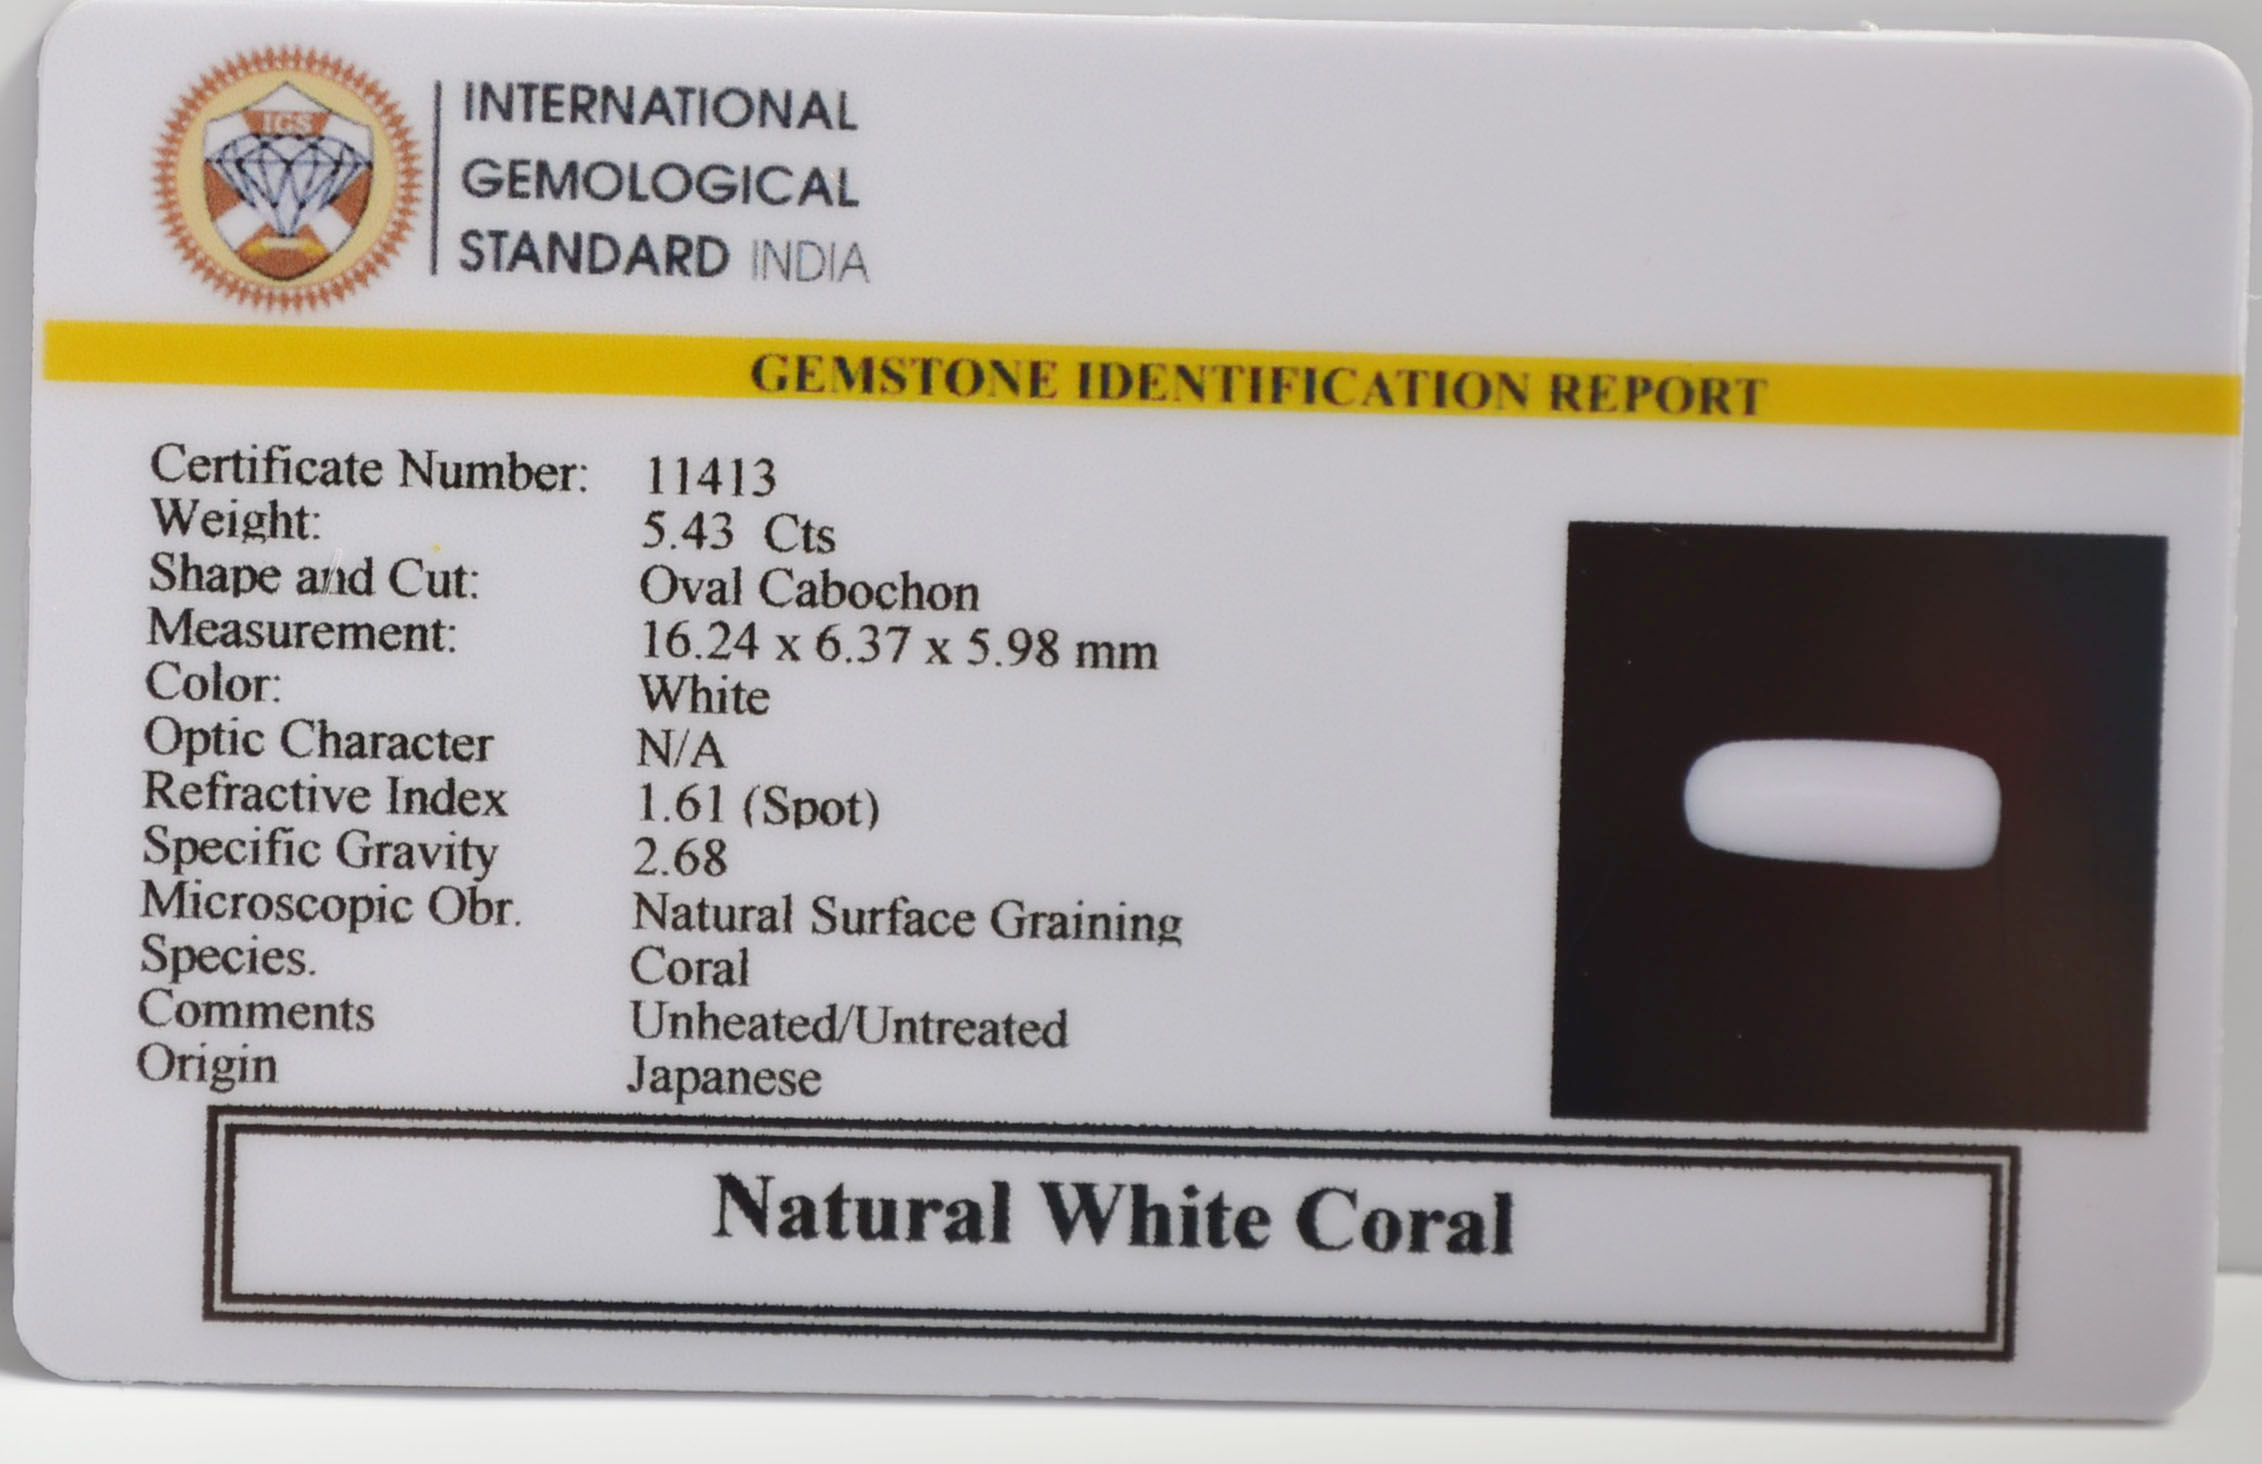 IGS
INTERNATIONAL
GEMOLOGICAL
STANDARD INDIA
GEMSTONE IDENTIFICATION REPORT
Certificate Number: 11413
Weight: 5.43 Cts
Shape and Cut: Oval Cabochon
Measurement: 16.24 x 6.37 x 5.98 mm
Color: White
Optic Character N/A
Refractive Index 1.61 (Spot)
Specific Gravity 2.68
Microscopic Obr. Natural Surface Graining
Species. Coral
Comments Unheated/Untreated
Origin Japanese
Natural White Coral